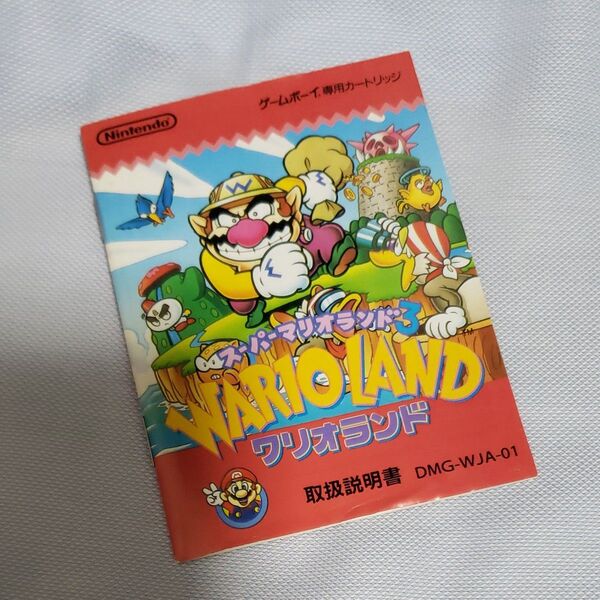 ゲームボーイ® 専用カートリッジ
Nintendo®
W
スーパーマリオランド3
WARIO LAND™
ワリオランド
取扱説明書 DMG-WJA-01